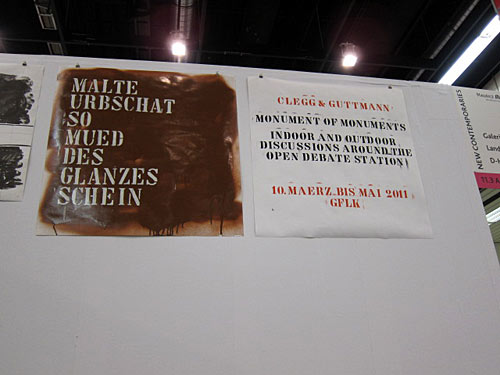 MALTE
URBSCHAT
SO
MUED
DES
GLANZES
SCHEIN
CLEGG & GUTTMANN
MONUMENT OF MONUMENTS
INDOOR AND OUTDOOR
DISCUSSIONS AROUND THE
OPEN DEBATE STATION
10.MAERZ BIS MAI 2011
GFLK
NEW CONTEMPORARIES